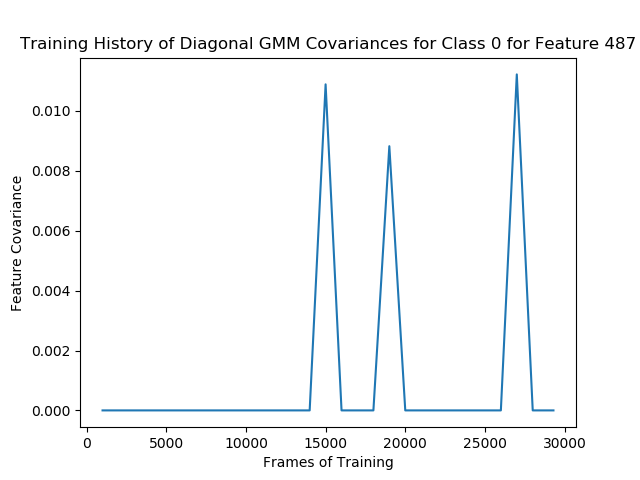 Training History of Diagonal GMM Covariances for Class 0 for Feature 487
0.010
0.008
0.006
0.004
0.002
0.000
Feature Covariance
0 5000 10000 15000 20000 25000 30000
Frames of Training